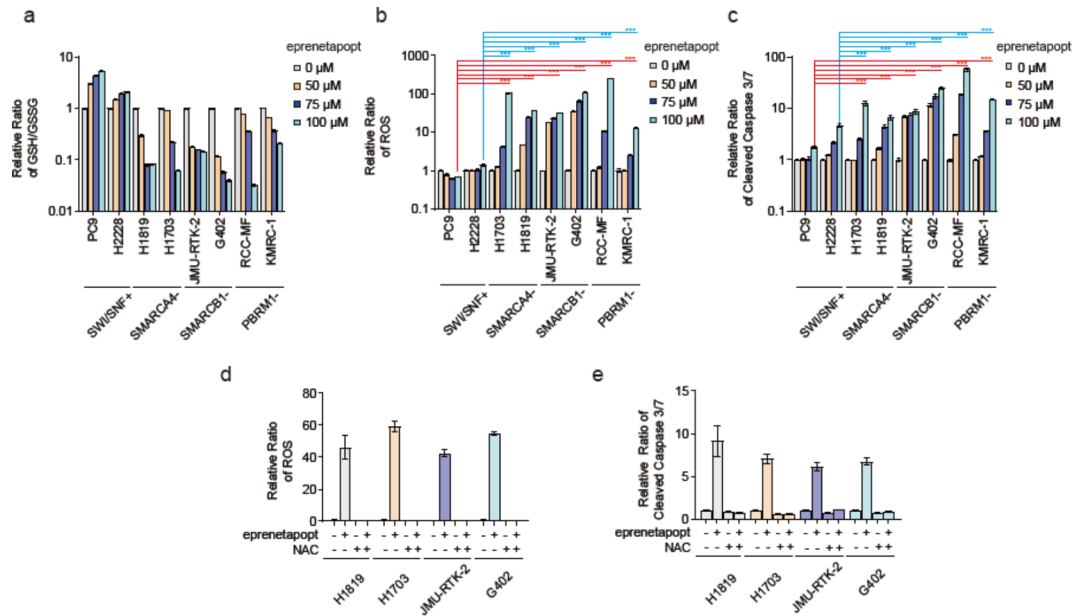 a
eprenetapopt
0 µM
50 µM
75 µM
100 µM
Relative Ratio
of GSH/GSSG
10
1
0.1
0.01
PC9
H2228
H1819
H1703
JMU-RTK-2
G402
RCC-MF
KMRC-1
SWI/SNF+
SMARCA4-
SMARCB1-
PBRM1-
b
eprenetapopt
0 µM
50 µM
75 µM
100 µM
Relative Ratio
of ROS
1000
100
10
1
0.1
***
***
***
***
***
***
***
***
***
***
***
***
PC9
H2228
H1703
H1819
JMU-RTK-2
G402
RCC-MF
KMRC-1
SWI/SNF+
SMARCA4-
SMARCB1-
PBRM1-
c
eprenetapopt
0 µM
50 µM
75 µM
100 µM
Relative Ratio
of Cleaved Caspase 3/7
100
10
1
0.1
***
***
***
***
***
***
***
***
***
***
***
***
PC9
H2228
H1703
H1819
JMU-RTK-2
G402
RCC-MF
KMRC-1
SWI/SNF+
SMARCA4-
SMARCB1-
PBRM1-
d
Relative Ratio
of ROS
80
60
40
20
0
eprenetapopt - + - + - + - + - + - + - + - +
NAC - - + + - - + + - - + + - - + +
H1819
H1703
JMU-RTK-2
G402
e
Relative Ratio of
Cleaved Caspase 3/7
15
10
5
0
eprenetapopt - + - + - + - + - + - + - + - +
NAC - - + + - - + + - - + + - - + +
H1819
H1703
JMU-RTK-2
G402